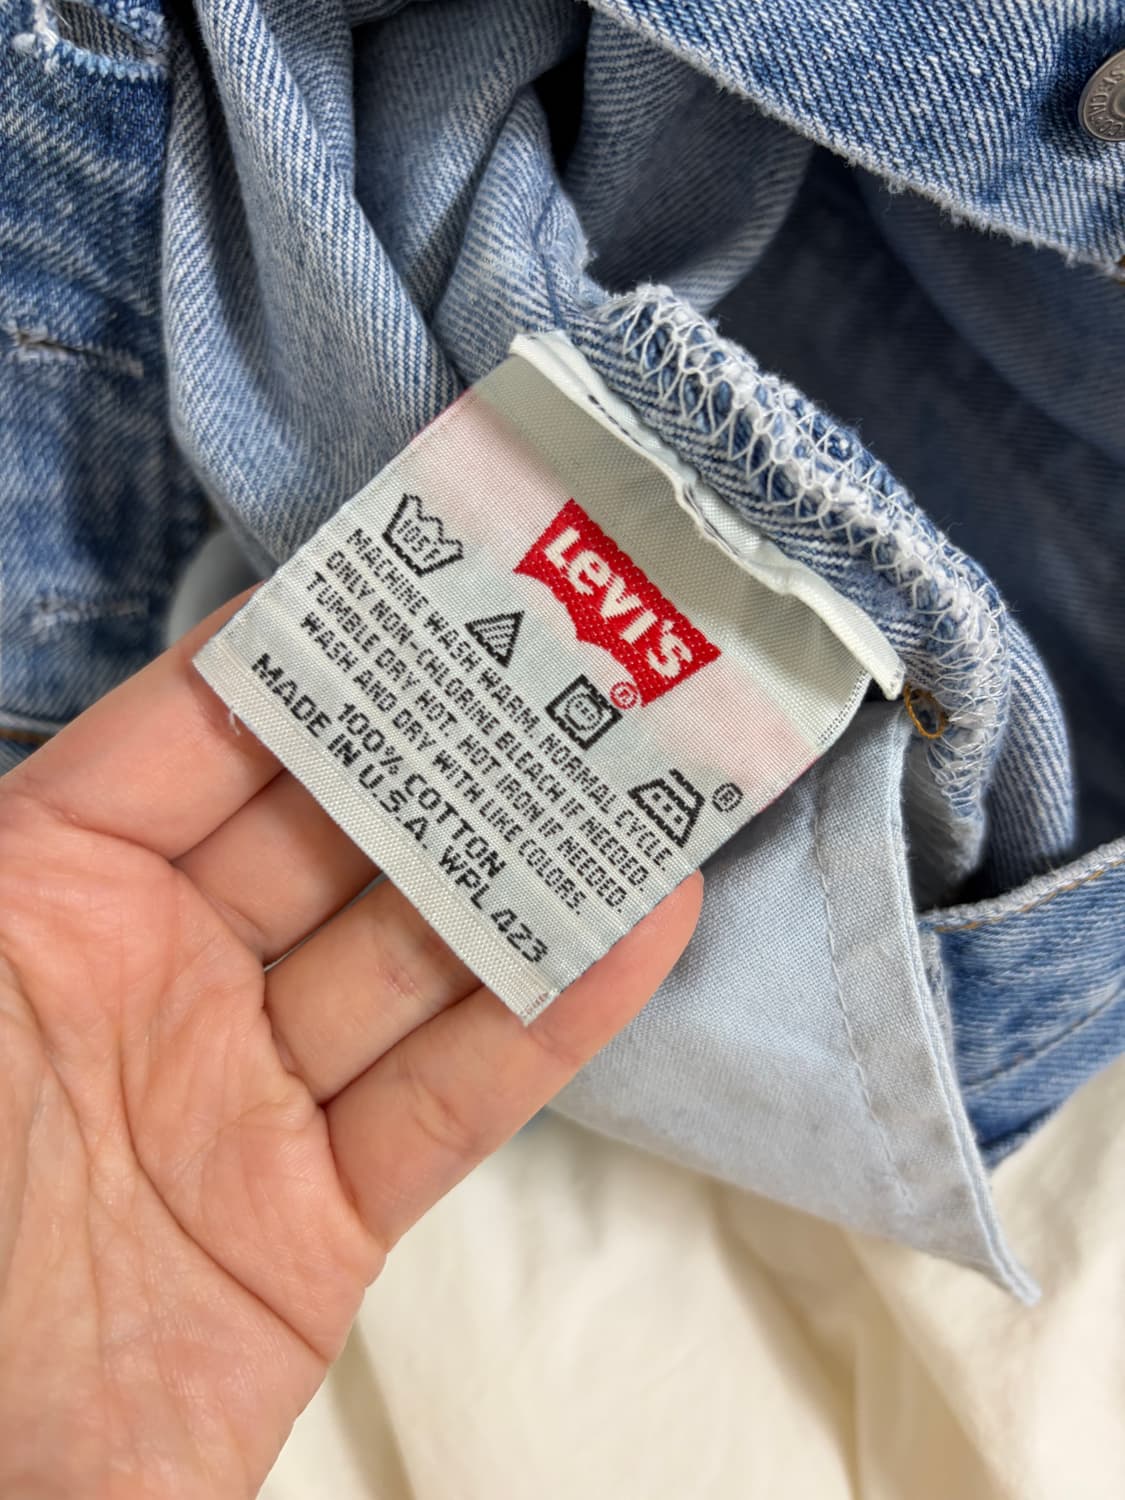 Levi's
®
105F
®
MACHINE WASH WARM, NORMAL CYCLE.
ONLY NON-CHLORINE BLEACH IF NEEDED.
TUMBLE DRY HOT. HOT IRON IF NEEDED.
WASH AND DRY WITH LIKE COLORS.
100% COTTON
MADE IN U.S.A. WPL 423